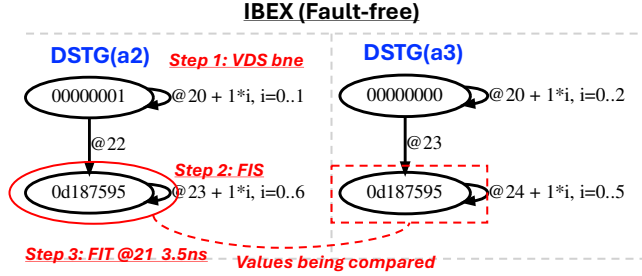 IBEX (Fault-free)
DSTG(a2)
Step 1: VDS bne
DSTG(a3)
00000001
@20 + 1*i, i=0..1
00000000
@20 + 1*i, i=0..2
@22
@23
Step 2: FIS
0d187595
@23 + 1*i, i=0..6
0d187595
@24 + 1*i, i=0..5
Step 3: FIT @21 3.5ns
Values being compared